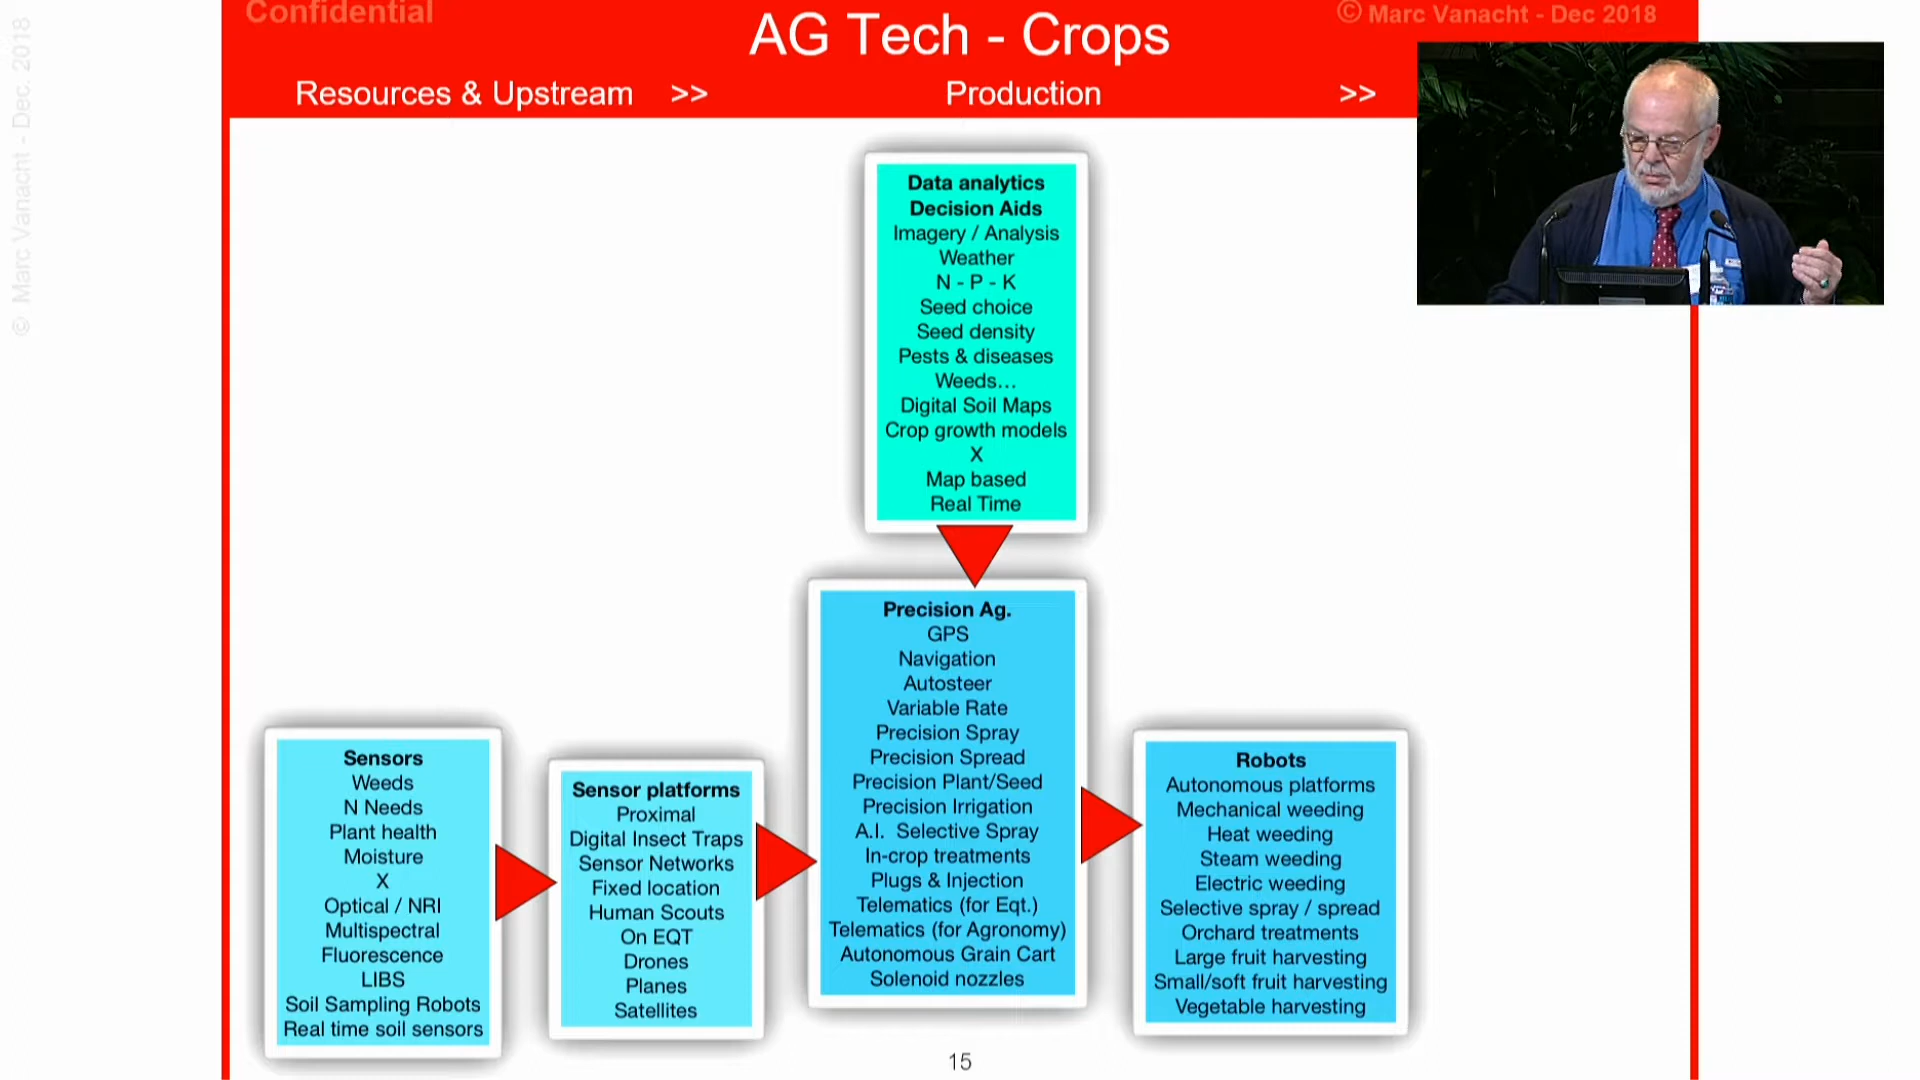 Confidential
© Marc Vanacht - Dec 2018
AG Tech - Crops
Resources & Upstream >> Production >>
© Marc Vanacht - Dec. 2018
Data analytics
Decision Aids
Imagery / Analysis
Weather
N - P - K
Seed choice
Seed density
Pests & diseases
Weeds...
Digital Soil Maps
Crop growth models
X
Map based
Real Time
Sensors
Weeds
N Needs
Plant health
Moisture
X
Optical / NRI
Multispectral
Fluorescence
LIBS
Soil Sampling Robots
Real time soil sensors
Sensor platforms
Proximal
Digital Insect Traps
Sensor Networks
Fixed location
Human Scouts
On EQT
Drones
Planes
Satellites
Precision Ag.
GPS
Navigation
Autosteer
Variable Rate
Precision Spray
Precision Spread
Precision Plant/Seed
Precision Irrigation
A.I. Selective Spray
In-crop treatments
Plugs & Injection
Telematics (for Eqt.)
Telematics (for Agronomy)
Autonomous Grain Cart
Solenoid nozzles
Robots
Autonomous platforms
Mechanical weeding
Heat weeding
Steam weeding
Electric weeding
Selective spray / spread
Orchard treatments
Large fruit harvesting
Small/soft fruit harvesting
Vegetable harvesting
15